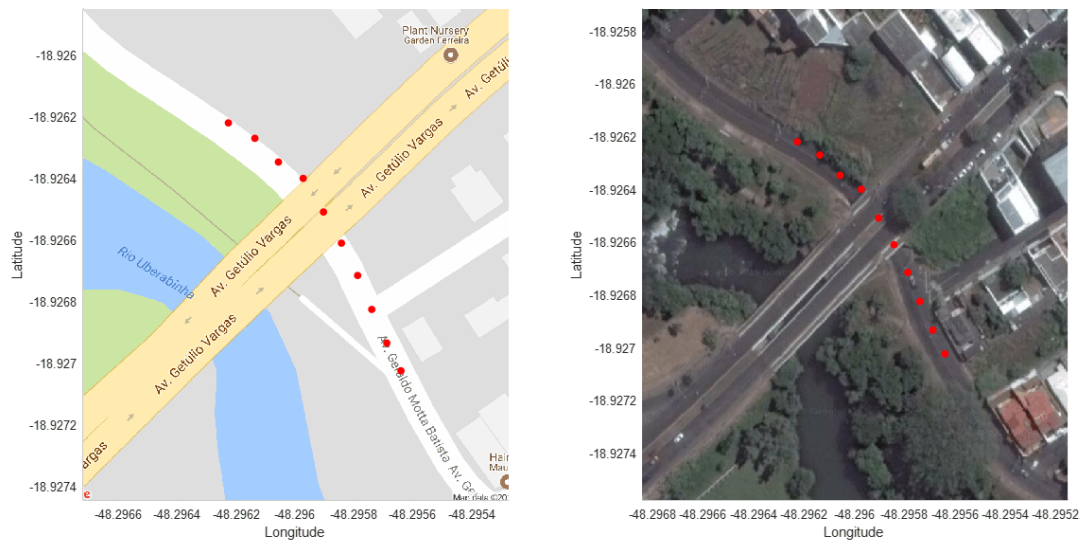 Plant Nursery
Garden Ferreira
Av. Getúlio Vargas
Av. Getúlio Vargas
Av. Getúlio Vargas
Av. Getúlio Vargas
Rio Uberabinha
Av. Geraldo Motta Batista
Av. Ge
argas
Hain
Mau
Map data ©20
-18.926
-18.9262
-18.9264
-18.9266
-18.9268
-18.927
-18.9272
-18.9274
Latitude
-48.2966 -48.2964 -48.2962 -48.296 -48.2958 -48.2956 -48.2954
Longitude
-18.9258
-18.926
-18.9262
-18.9264
-18.9266
-18.9268
-18.927
-18.9272
-18.9274
Latitude
-48.2968 -48.2966 -48.2964 -48.2962 -48.296 -48.2958 -48.2956 -48.2954 -48.2952
Longitude